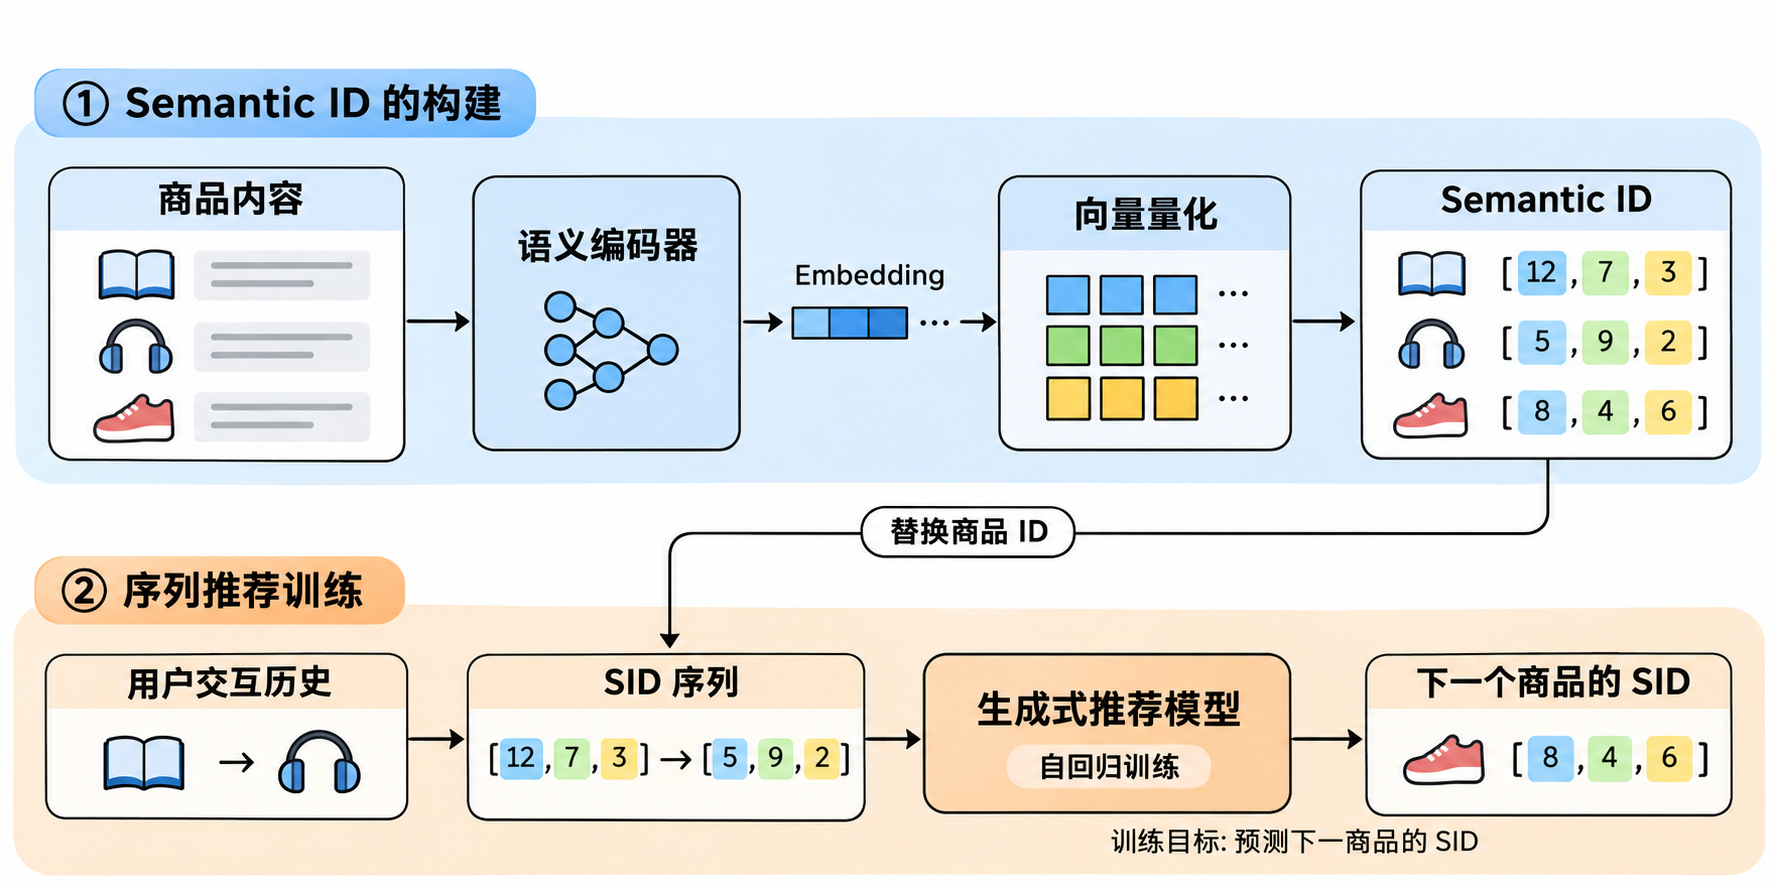 ① Semantic ID 的构建
商品内容
语义编码器
Embedding
...
向量量化
...
...
...
Semantic ID
[12, 7, 3]
[5, 9, 2]
[8, 4, 6]
替换商品 ID
② 序列推荐训练
用户交互历史
→
SID 序列
[12, 7, 3] → [5, 9, 2]
生成式推荐模型
自回归训练
下一个商品的 SID
[8, 4, 6]
训练目标: 预测下一商品的 SID